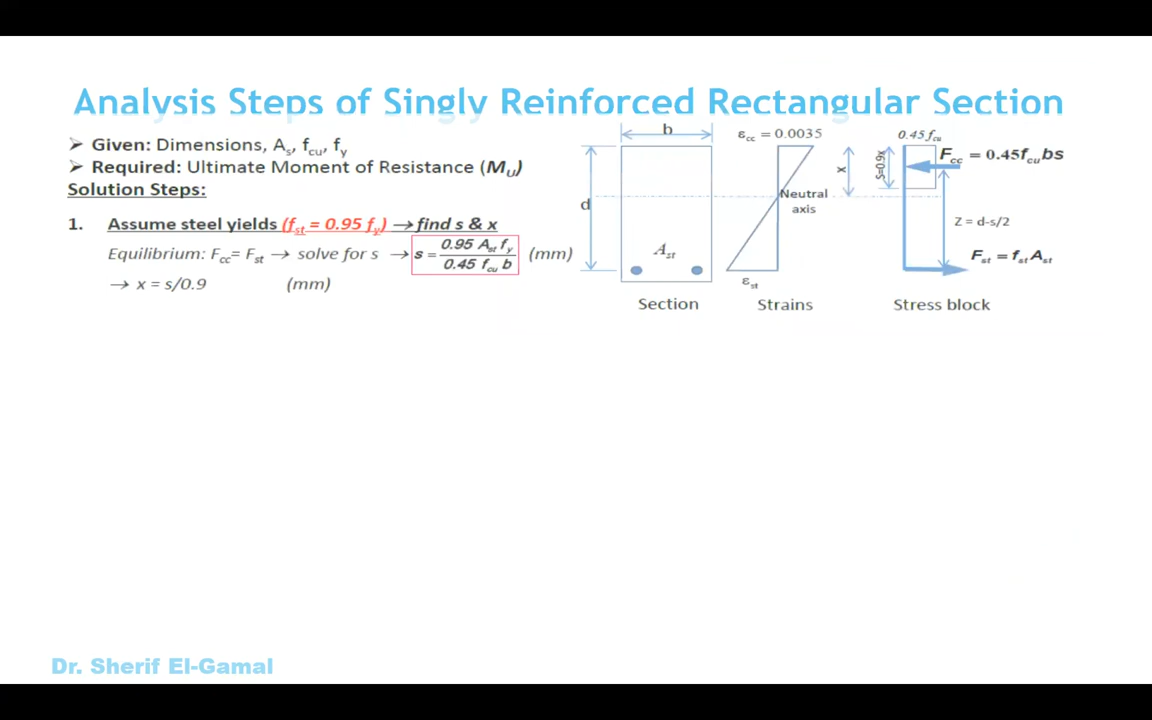 Analysis Steps of Singly Reinforced Rectangular Section
➢ Given: Dimensions, As, fcu, fy
➢ Required: Ultimate Moment of Resistance (MU)
Solution Steps:
1. Assume steel yields (fst = 0.95 fy) → find s & x
Equilibrium: Fcc= Fst → solve for s → s = 0.95 Ast fy / 0.45 fcu b (mm)
→ x = s/0.9 (mm)
b
d
Ast
Section
εcc = 0.0035
Neutral
axis
εst
Strains
x
S=0.9x
0.45 fcu
Fcc = 0.45fcu bs
Z = d-s/2
Fst = fst Ast
Stress block
Dr. Sherif El-Gamal